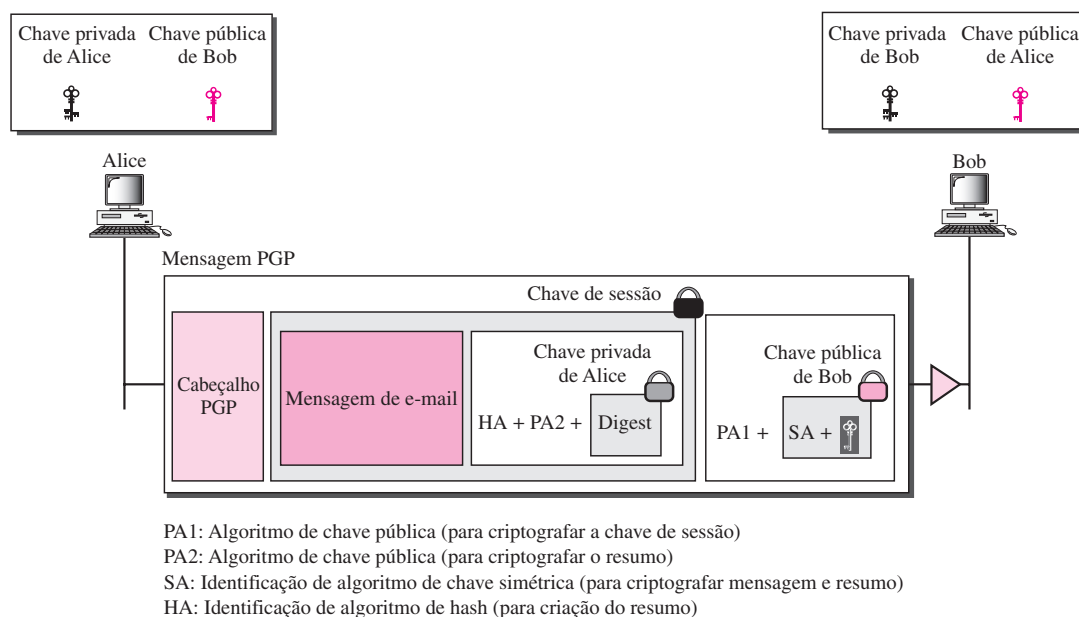 Chave privada de Alice
Chave pública de Bob
Chave privada de Bob
Chave pública de Alice
Alice
Bob
Mensagem PGP
Chave de sessão
Cabeçalho PGP
Mensagem de e-mail
Chave privada de Alice
HA + PA2 +
Digest
Chave pública de Bob
PA1 +
SA +
PA1: Algoritmo de chave pública (para criptografar a chave de sessão)
PA2: Algoritmo de chave pública (para criptografar o resumo)
SA: Identificação de algoritmo de chave simétrica (para criptografar mensagem e resumo)
HA: Identificação de algoritmo de hash (para criação do resumo)